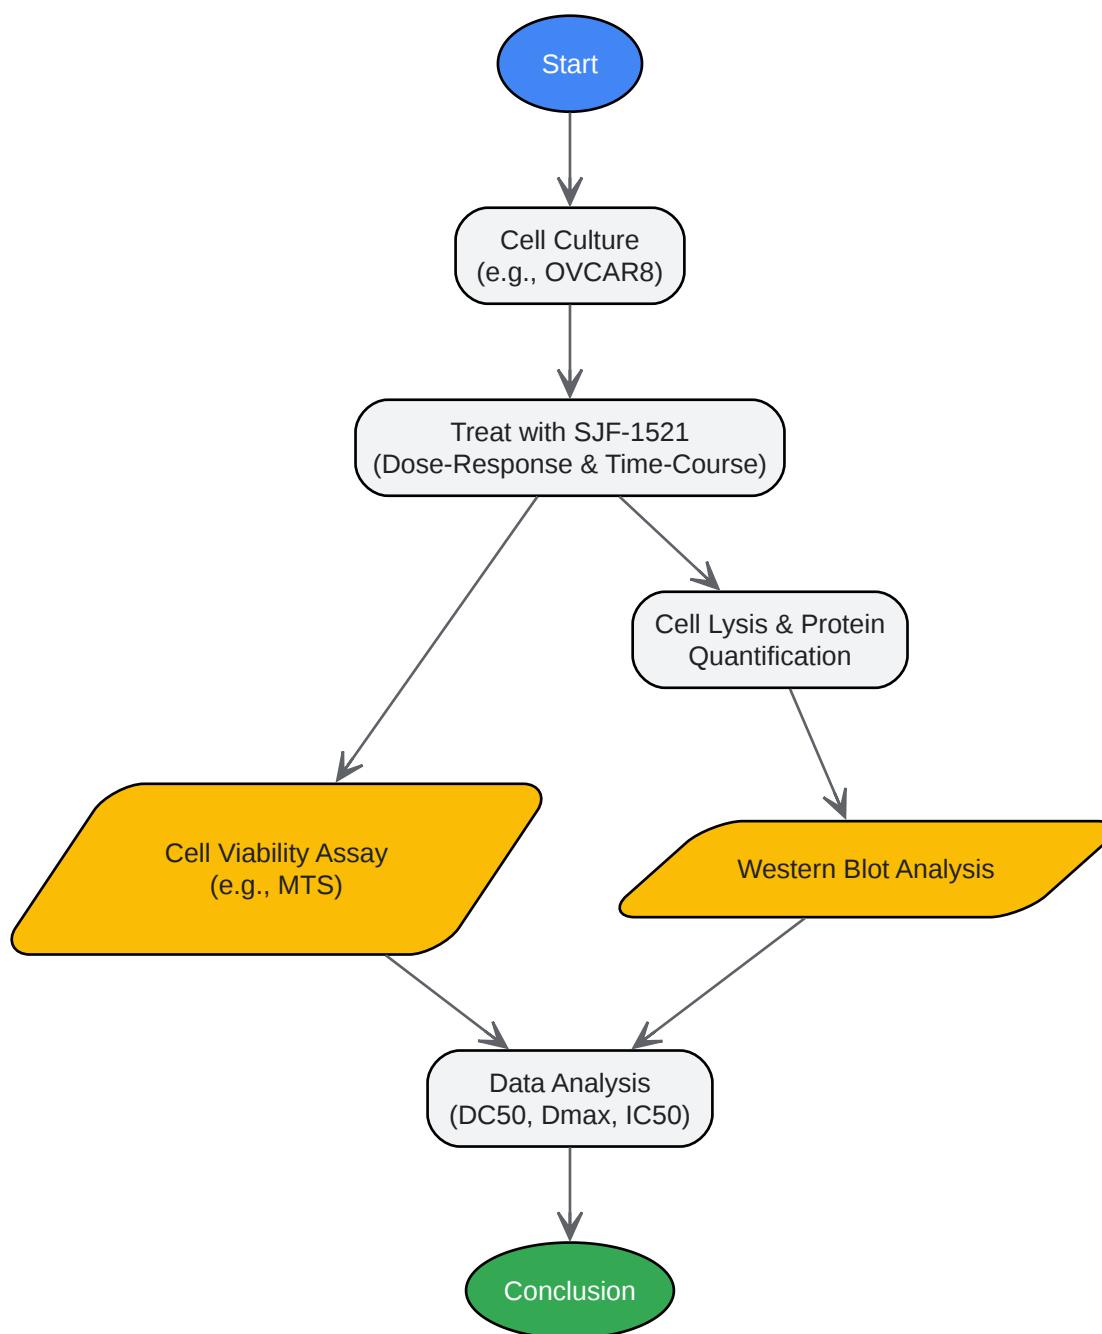 Start
Cell Culture
(e.g., OVCAR8)
Treat with SJF-1521
(Dose-Response & Time-Course)
Cell Lysis & Protein
Quantification
Cell Viability Assay
(e.g., MTS)
Western Blot Analysis
Data Analysis
(DC50, Dmax, IC50)
Conclusion